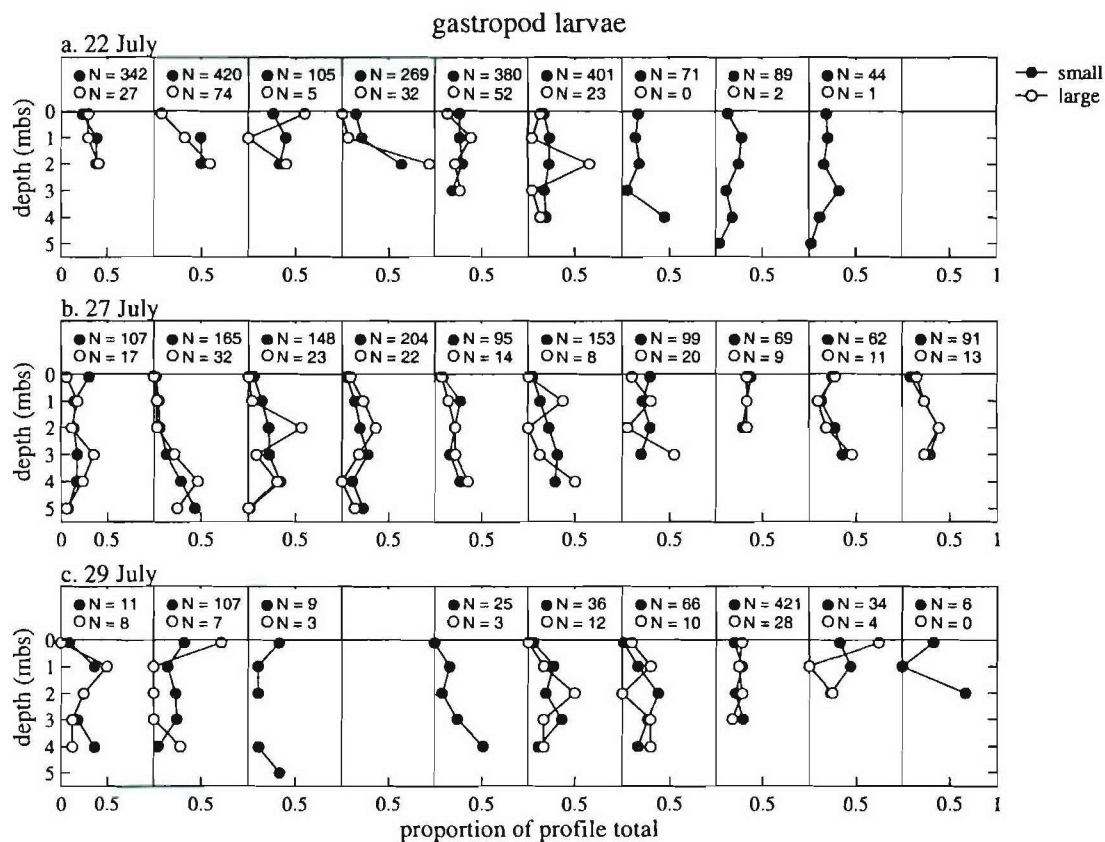 gastropod larvae
a. 22 July
● N = 342 ● N = 420 ● N = 105 ● N = 269 ● N = 380 ● N = 401 ● N = 71 ● N = 89 ● N = 44
○ N = 27 ○ N = 74 ○ N = 5 ○ N = 32 ○ N = 52 ○ N = 23 ○ N = 0 ○ N = 2 ○ N = 1
small
large
depth (mbs)
0
1
2
3
4
5
0 0.5 0.5 0.5 0.5 0.5 0.5 0.5 0.5 0.5 0.5 1
b. 27 July
● N = 107 ● N = 165 ● N = 148 ● N = 204 ● N = 95 ● N = 153 ● N = 99 ● N = 69 ● N = 62 ● N = 91
○ N = 17 ○ N = 32 ○ N = 23 ○ N = 22 ○ N = 14 ○ N = 8 ○ N = 20 ○ N = 9 ○ N = 11 ○ N = 13
depth (mbs)
0
1
2
3
4
5
0 0.5 0.5 0.5 0.5 0.5 0.5 0.5 0.5 0.5 0.5 1
c. 29 July
● N = 11 ● N = 107 ● N = 9 ● N = 25 ● N = 36 ● N = 66 ● N = 421 ● N = 34 ● N = 6
○ N = 8 ○ N = 7 ○ N = 3 ○ N = 3 ○ N = 12 ○ N = 10 ○ N = 28 ○ N = 4 ○ N = 0
depth (mbs)
0
1
2
3
4
5
0 0.5 0.5 0.5 0.5 0.5 0.5 0.5 0.5 0.5 0.5 1
proportion of profile total